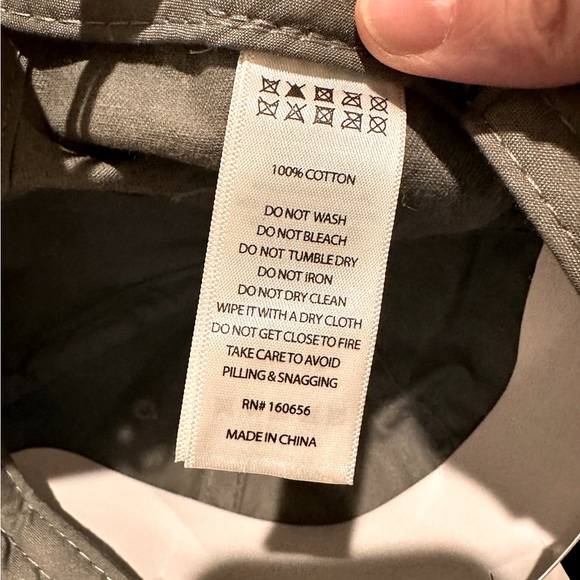 100% COTTON
DO NOT WASH
DO NOT BLEACH
DO NOT TUMBLE DRY
DO NOT IRON
DO NOT DRY CLEAN
WIPE IT WITH A DRY CLOTH
DO NOT GET CLOSE TO FIRE
TAKE CARE TO AVOID
PILLING & SNAGGING
RN# 160656
MADE IN CHINA